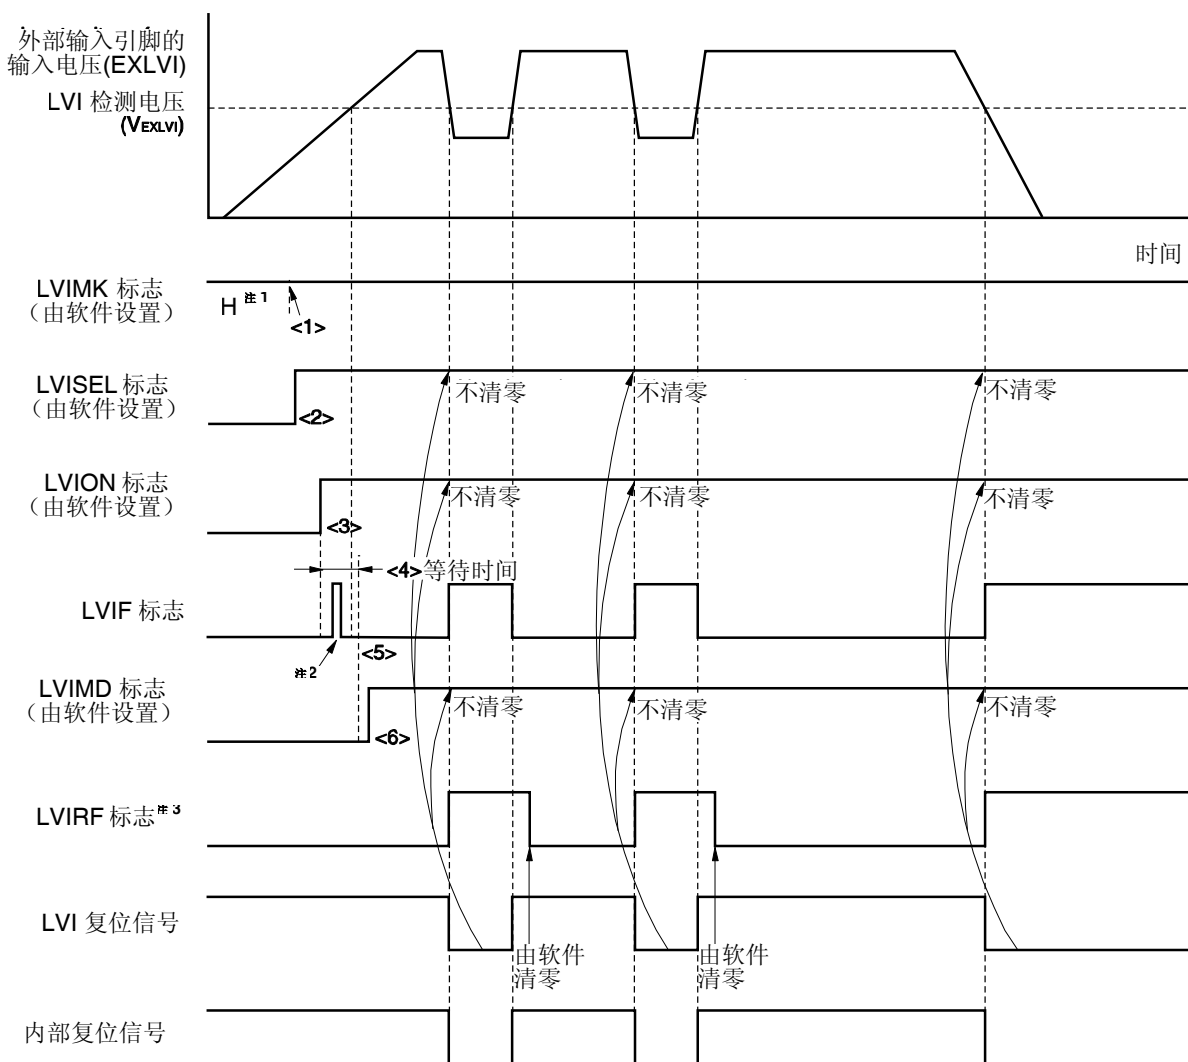 外部输入引脚的
输入电压(EXLVI)
LVI 检测电压
(VEXLVI)
时间
LVIMK 标志
(由软件设置)
H 注 1
<1>
LVISEL 标志
(由软件设置)
<2>
不清零
不清零
不清零
LVION 标志
(由软件设置)
<3>
不清零
不清零
不清零
<4>等待时间
LVIF 标志
注 2
<5>
LVIMD 标志
(由软件设置)
<6>
不清零
不清零
不清零
LVIRF 标志注 3
LVI 复位信号
由软件
清零
由软件
清零
内部复位信号